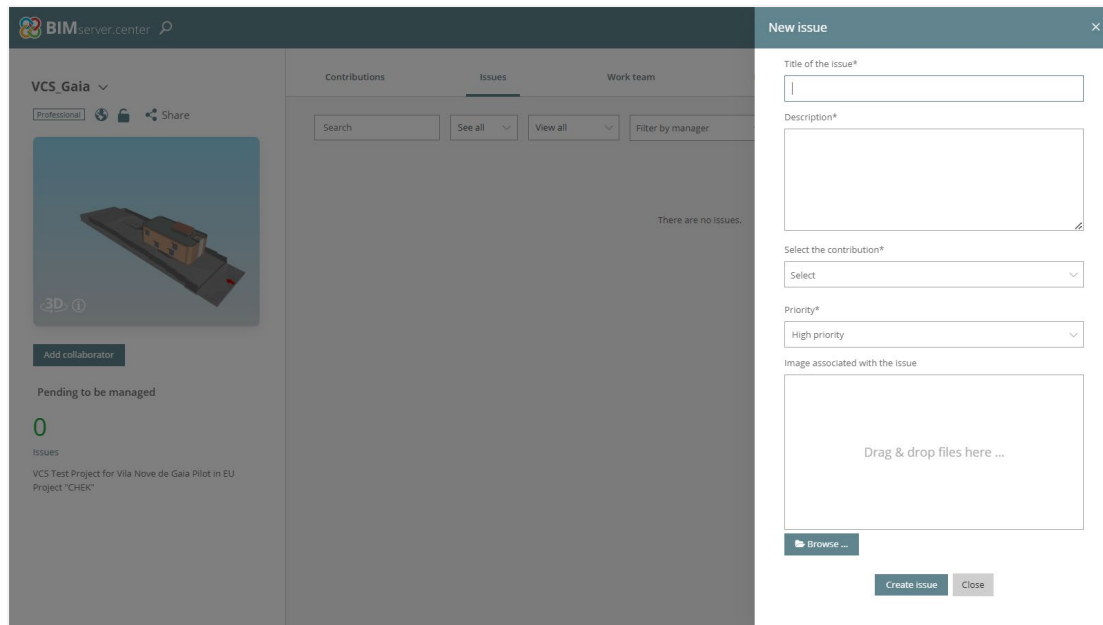 BIMserver.center
New issue
VCS_Gaia
Professional
Share
3D
Add collaborator
Pending to be managed
0
Issues
VCS Test Project for Vila Nove de Gaia Pilot in EU
Project "CHEK"
Contributions
Issues
Work team
Search
See all
View all
Filter by manager
There are no issues.
Title of the issue*
Description*
Select the contribution*
Select
Priority*
High priority
Image associated with the issue
Drag & drop files here ...
Browse ...
Create issue
Close